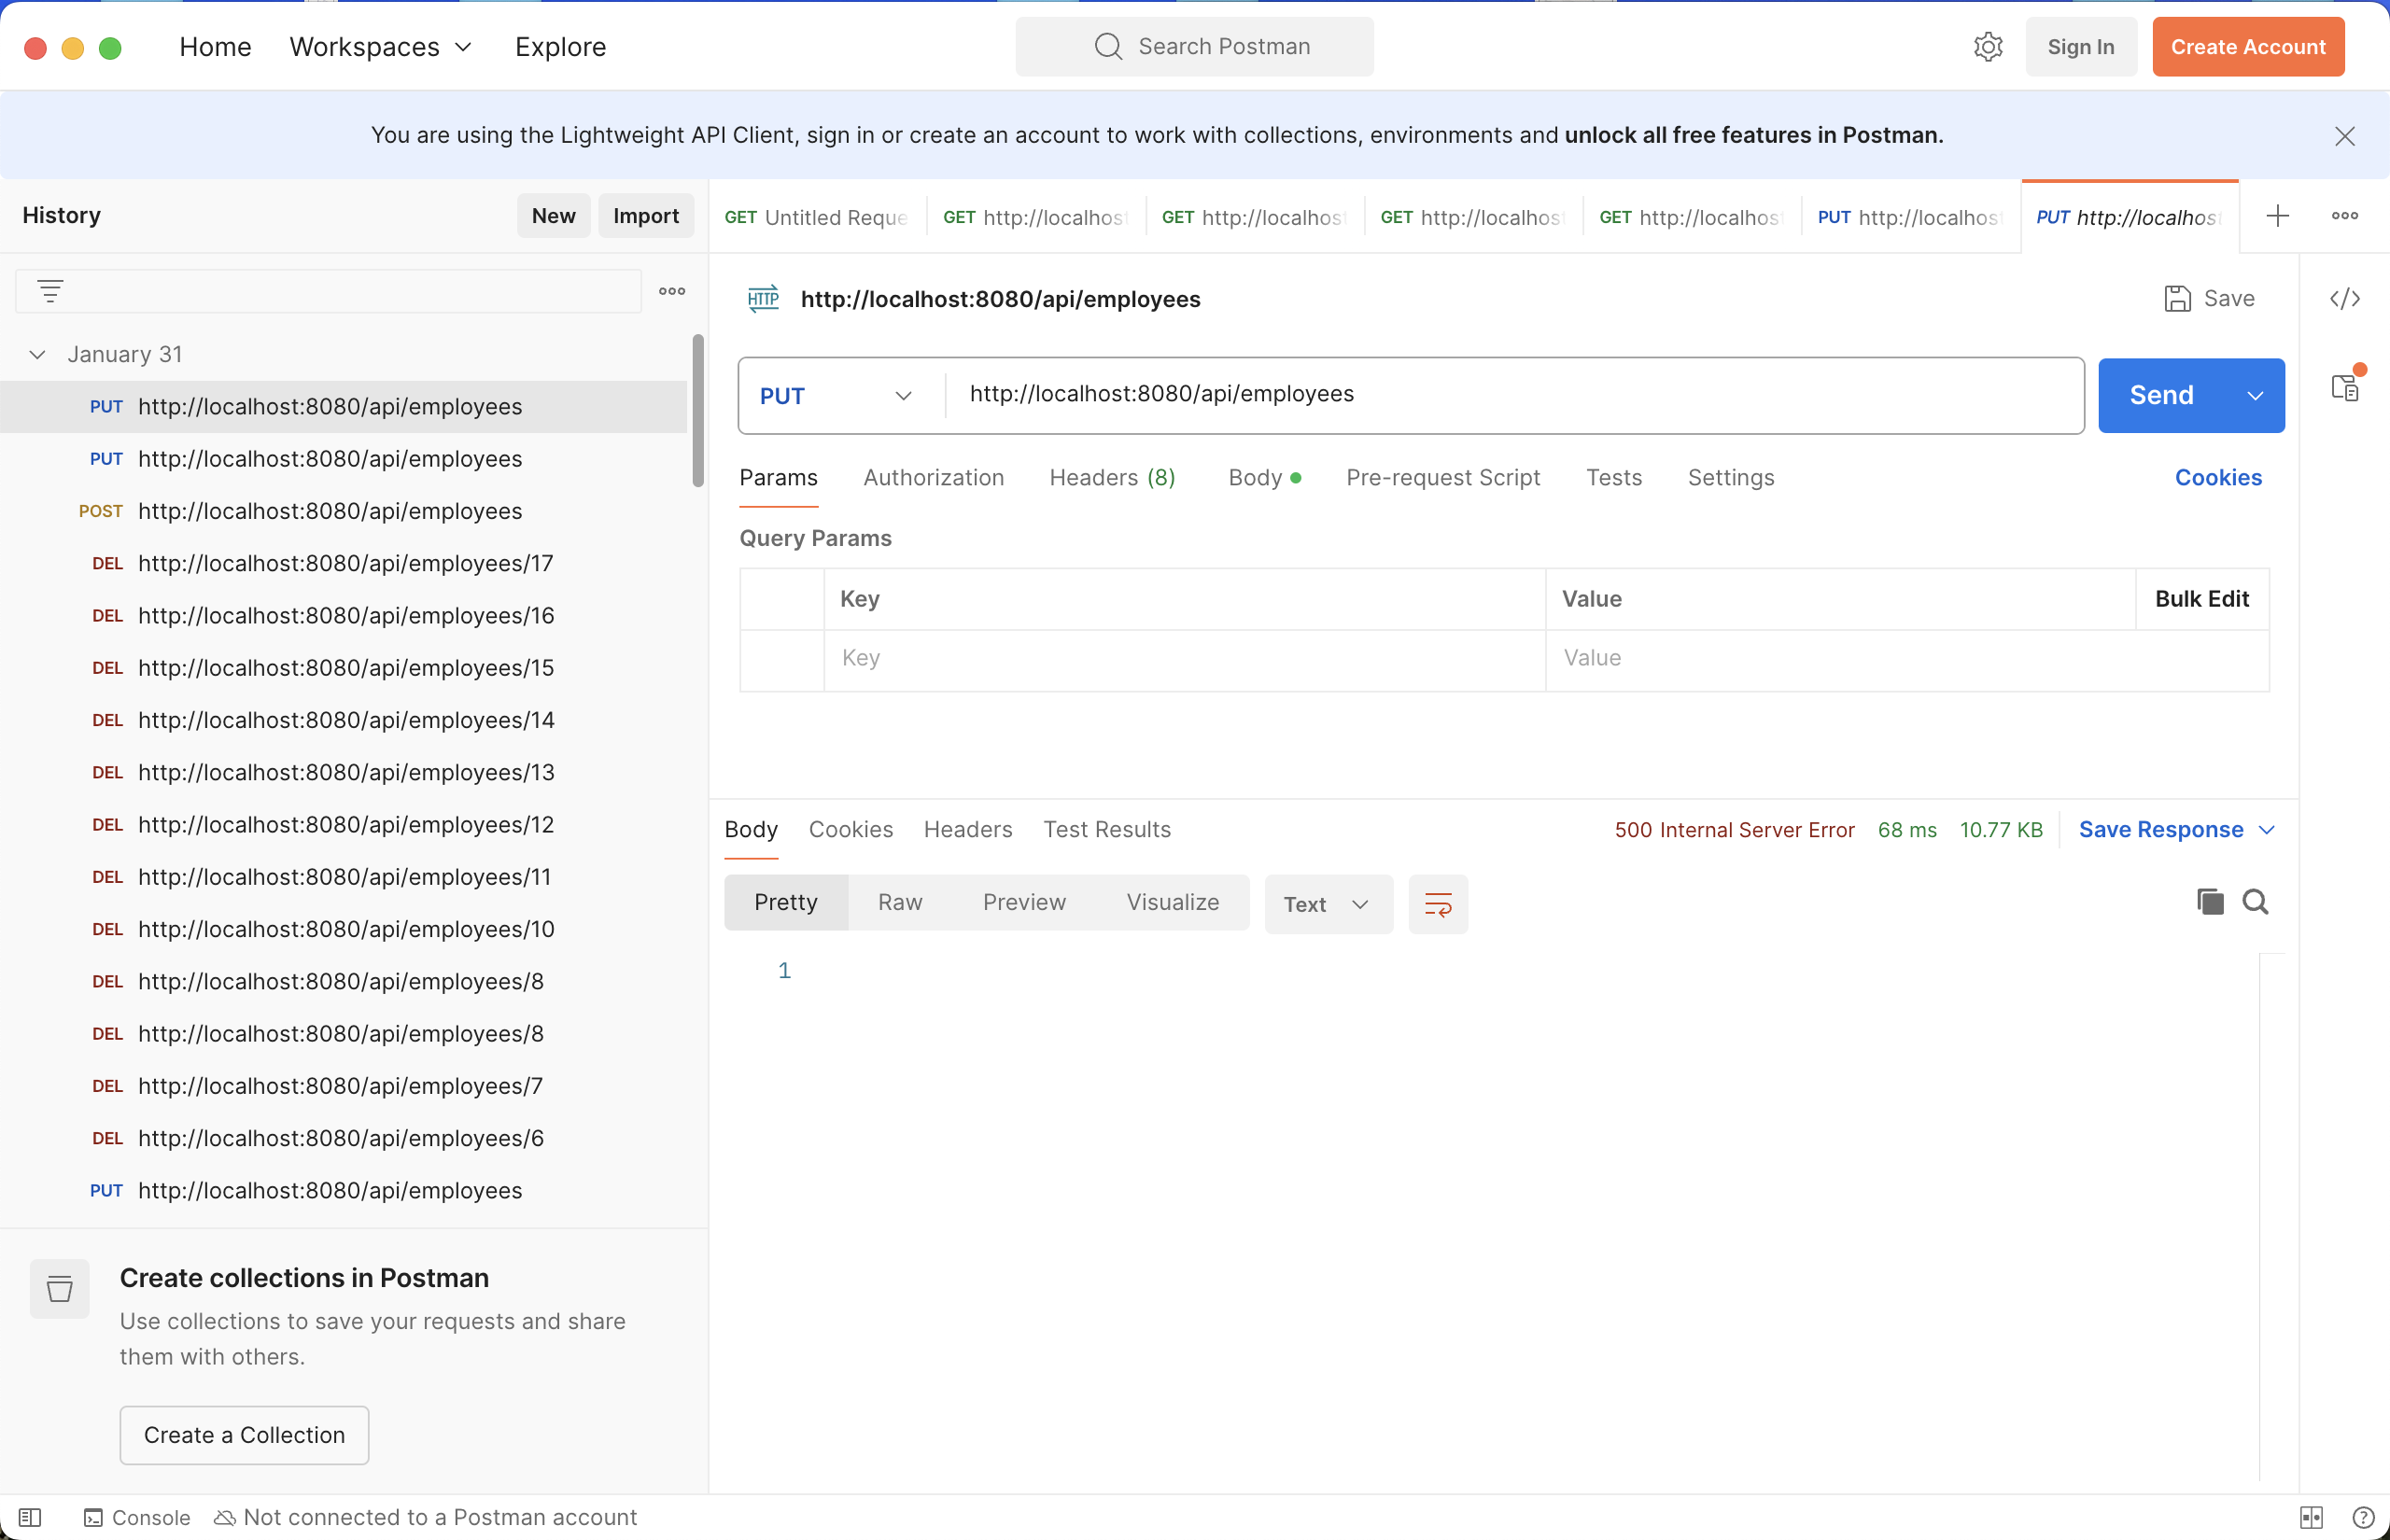 Home Workspaces Explore Search Postman Sign In Create Account
You are using the Lightweight API Client, sign in or create an account to work with collections, environments and unlock all free features in Postman.
History New Import
GET Untitled Reque GET http://localhost GET http://localhost GET http://localhost GET http://localhost PUT http://localhost PUT http://localhost
January 31
PUT http://localhost:8080/api/employees
PUT http://localhost:8080/api/employees
POST http://localhost:8080/api/employees
DEL http://localhost:8080/api/employees/17
DEL http://localhost:8080/api/employees/16
DEL http://localhost:8080/api/employees/15
DEL http://localhost:8080/api/employees/14
DEL http://localhost:8080/api/employees/13
DEL http://localhost:8080/api/employees/12
DEL http://localhost:8080/api/employees/11
DEL http://localhost:8080/api/employees/10
DEL http://localhost:8080/api/employees/8
DEL http://localhost:8080/api/employees/8
DEL http://localhost:8080/api/employees/7
DEL http://localhost:8080/api/employees/6
PUT http://localhost:8080/api/employees
Create collections in Postman
Use collections to save your requests and share
them with others.
Create a Collection
HTTP http://localhost:8080/api/employees Save
PUT http://localhost:8080/api/employees Send
Params Authorization Headers (8) Body Pre-request Script Tests Settings Cookies
Query Params
Key Value Bulk Edit
Key Value
Body Cookies Headers Test Results 500 Internal Server Error 68 ms 10.77 KB Save Response
Pretty Raw Preview Visualize Text
1
Console Not connected to a Postman account